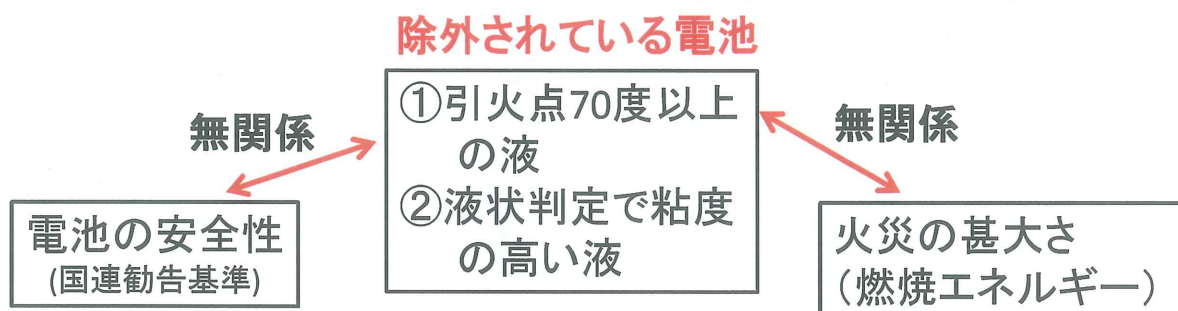 除外されている電池
無関係
①引火点70度以上
の液
②液状判定で粘度
の高い液
無関係
電池の安全性
(国連勧告基準)
火災の甚大さ
（燃焼エネルギー）